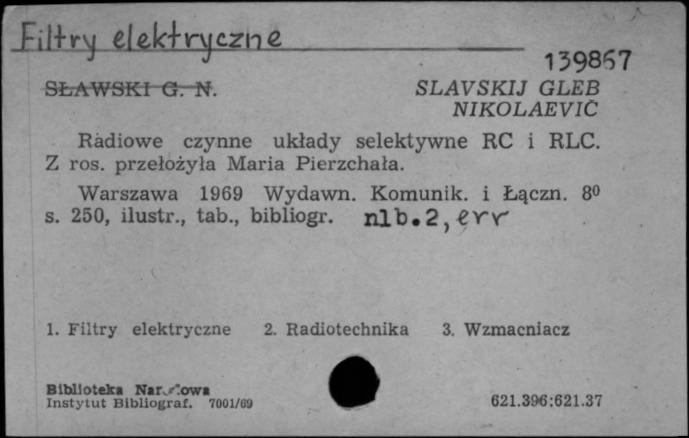 Filtry elektryczne
139867
SŁAWSKI G. N. SLAVSKIJ GLEB
NIKOLAEVIČ
Radiowe czynne układy selektywne RC i RLC.
Z ros. przełożyła Maria Pierzchała.
Warszawa 1969 Wydawn. Komunik. i Łączn. 8⁰
s. 250, ilustr., tab., bibliogr. nlb. 2, err
1. Filtry elektryczne 2. Radiotechnika 3. Wzmacniacz
Biblioteka Narodowa
Instytut Bibliograf. 7001/69 621.396:621.37